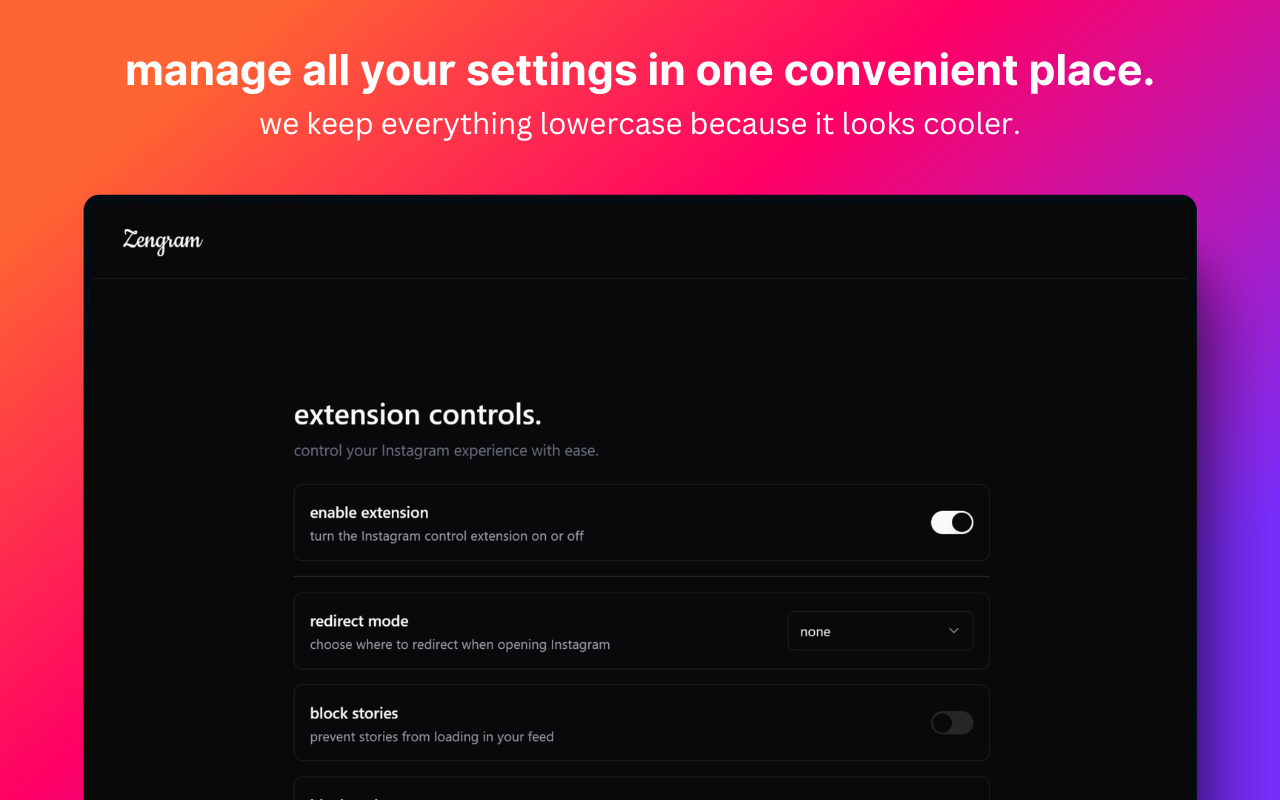 manage all your settings in one convenient place.
we keep everything lowercase because it looks cooler.
Zengram
extension controls.
control your Instagram experience with ease.
enable extension
turn the Instagram control extension on or off
redirect mode
none
choose where to redirect when opening Instagram
block stories
prevent stories from loading in your feed